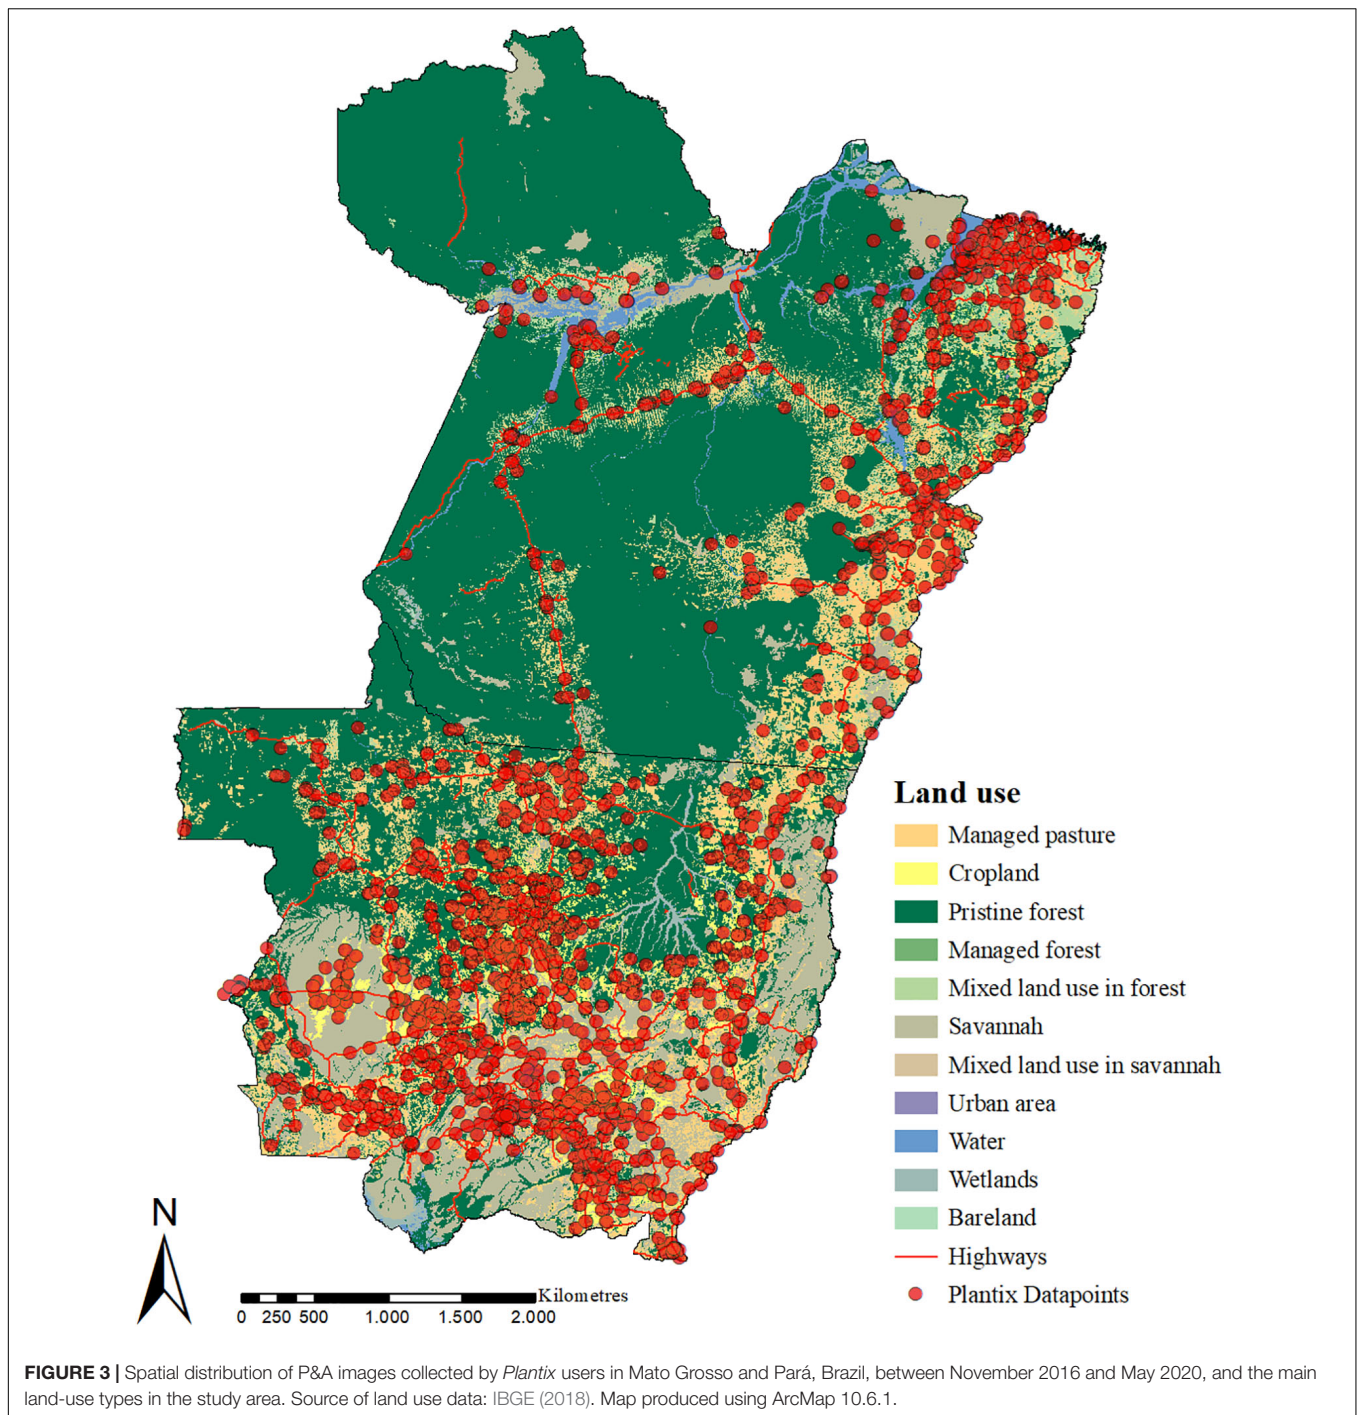 Land use
Managed pasture
Cropland
Pristine forest
Managed forest
Mixed land use in forest
Savannah
Mixed land use in savannah
Urban area
Water
Wetlands
Bareland
Highways
Plantix Datapoints
N
Kilometres
0 250 500 1.000 1.500 2.000
FIGURE 3 | Spatial distribution of P&A images collected by Plantix users in Mato Grosso and Pará, Brazil, between November 2016 and May 2020, and the main
land-use types in the study area. Source of land use data: IBGE (2018). Map produced using ArcMap 10.6.1.